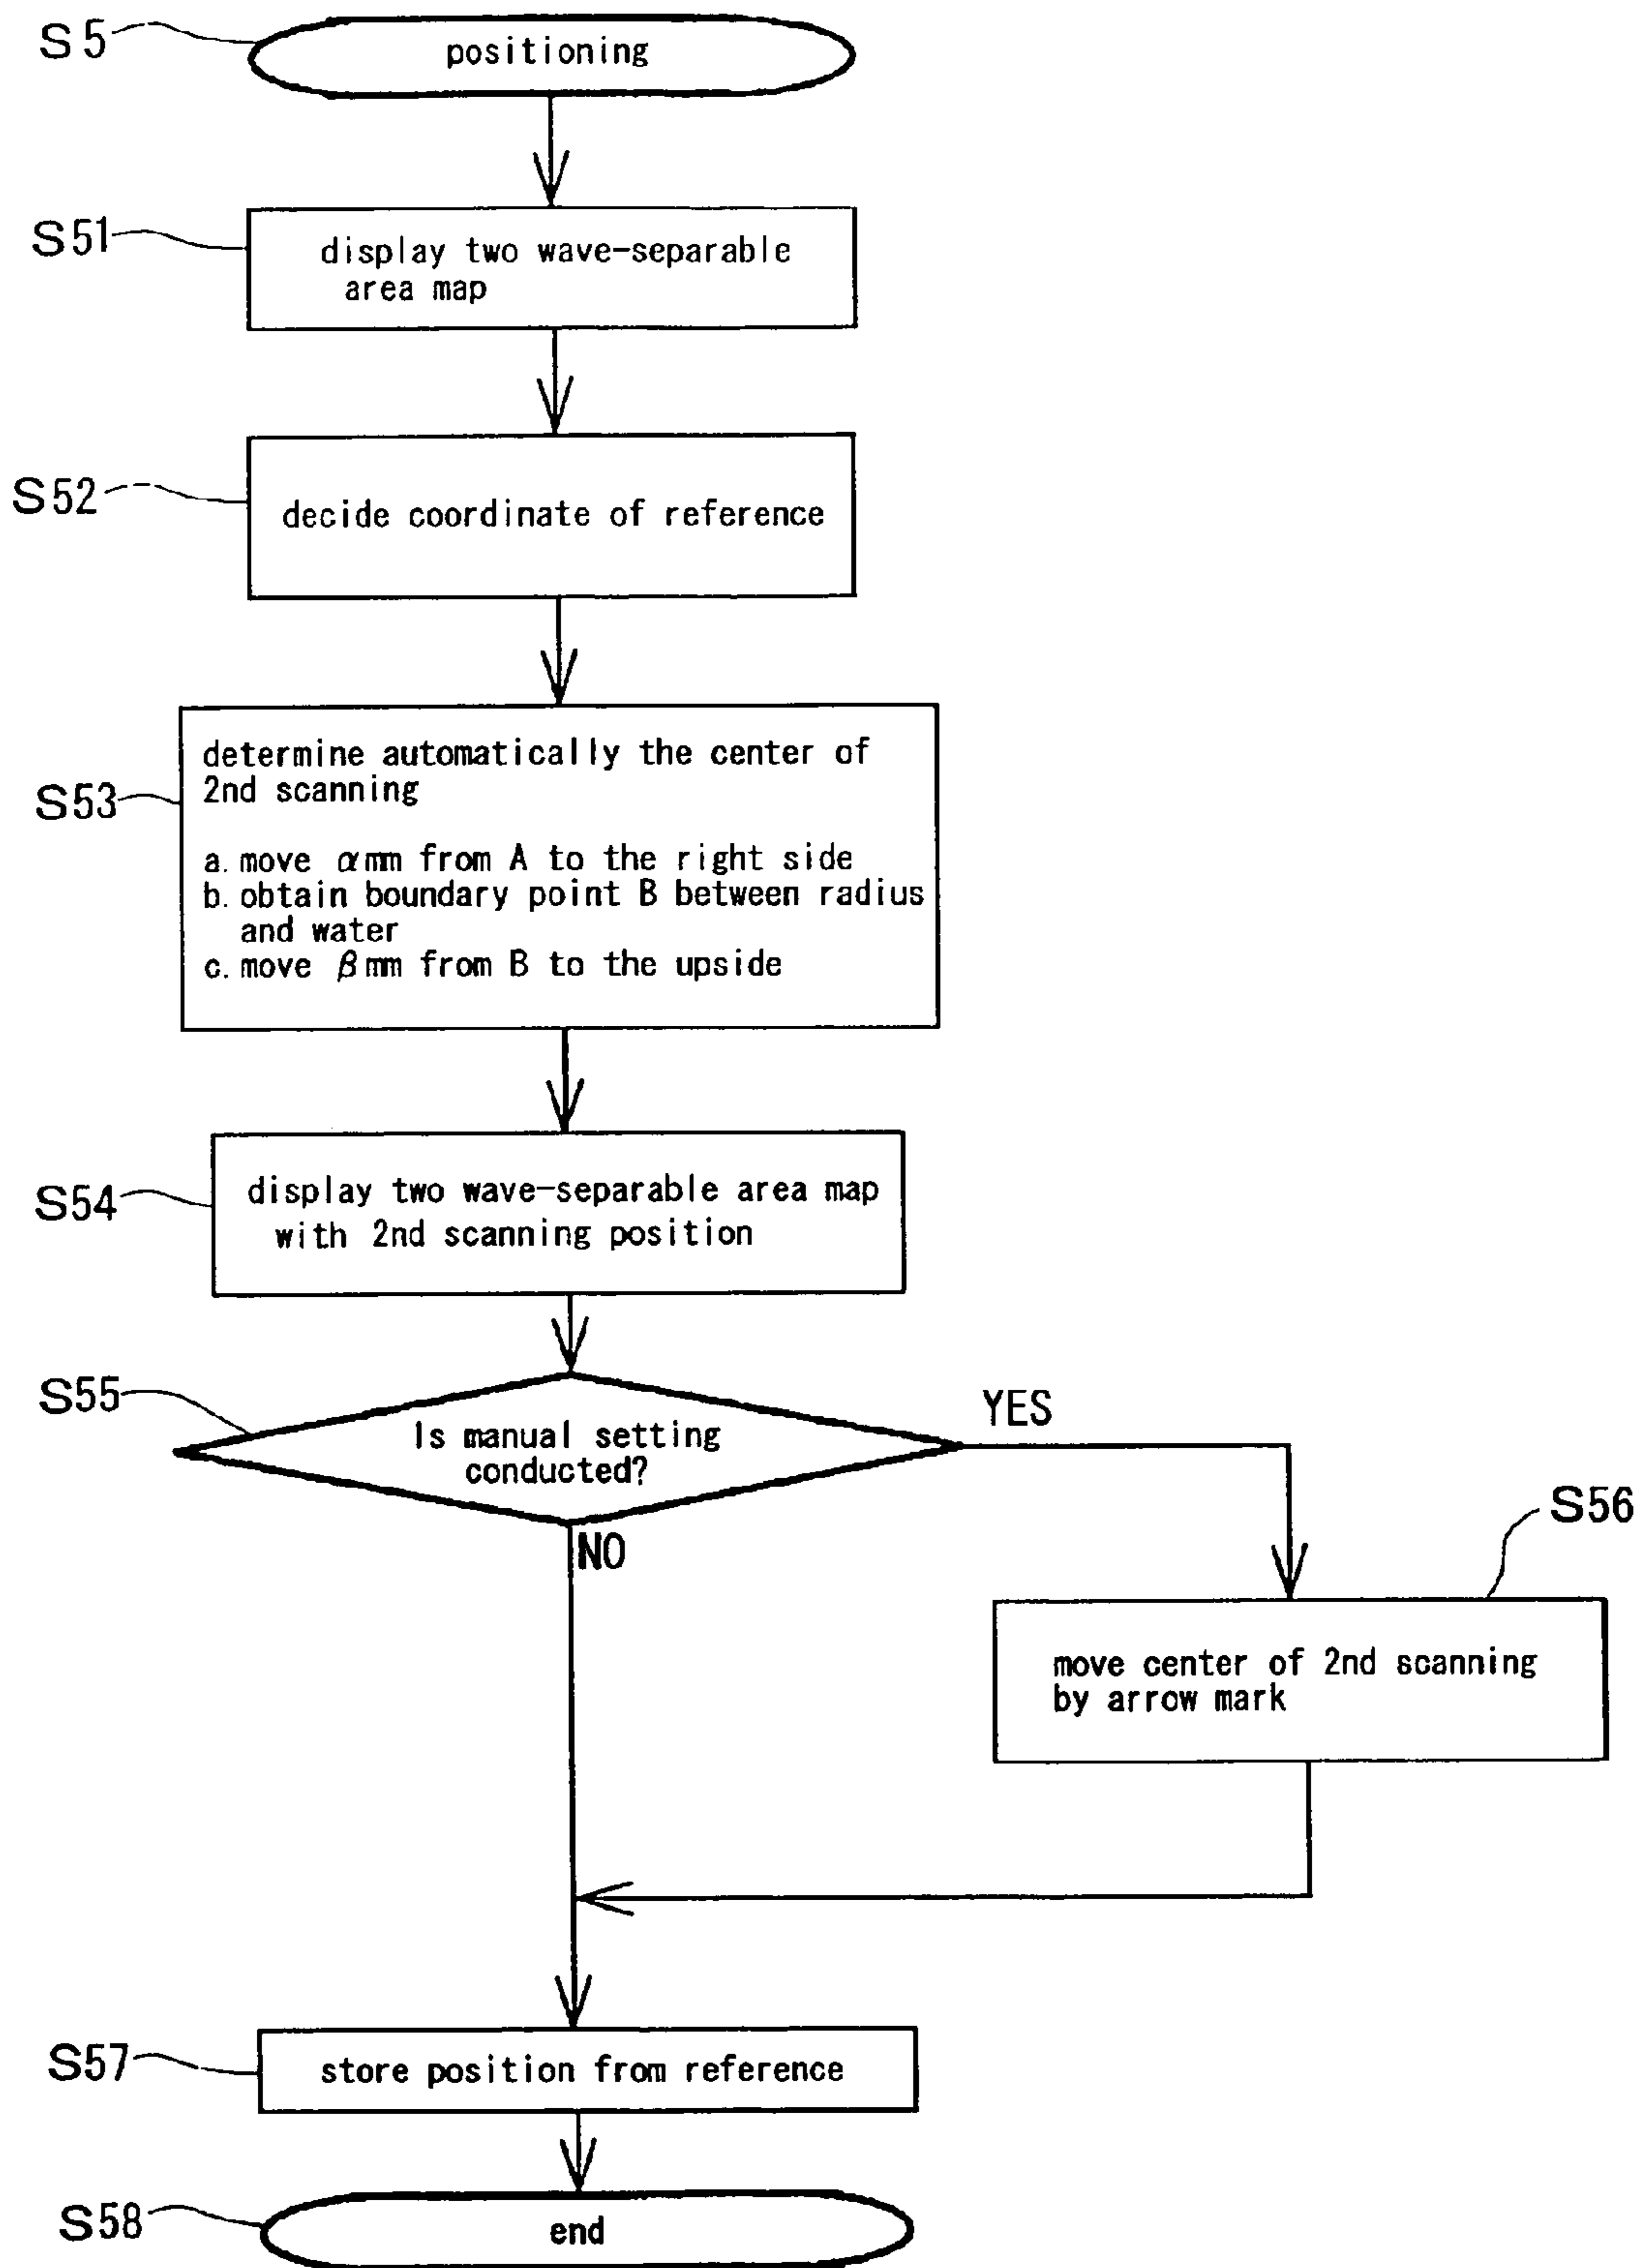 S5
positioning
S51
display two wave-separable
area map
S52
decide coordinate of reference
S53
determine automatically the center of
2nd scanning
a. move αmm from A to the right side
b. obtain boundary point B between radius
and water
c. move βmm from B to the upside
S54
display two wave-separable area map
with 2nd scanning position
S55
Is manual setting
conducted?
YES
NO
S56
move center of 2nd scanning
by arrow mark
S57
store position from reference
S58
end